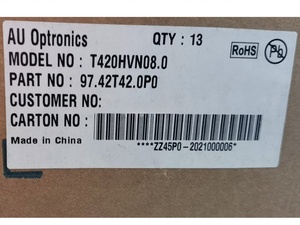 AU Optronics QTY : 13
MODEL NO : T420HVN08.0
PART NO : 97.42T42.0P0
CUSTOMER NO:
CARTON NO :
Made in China
****ZZ45P0-2021000006*
RoHS